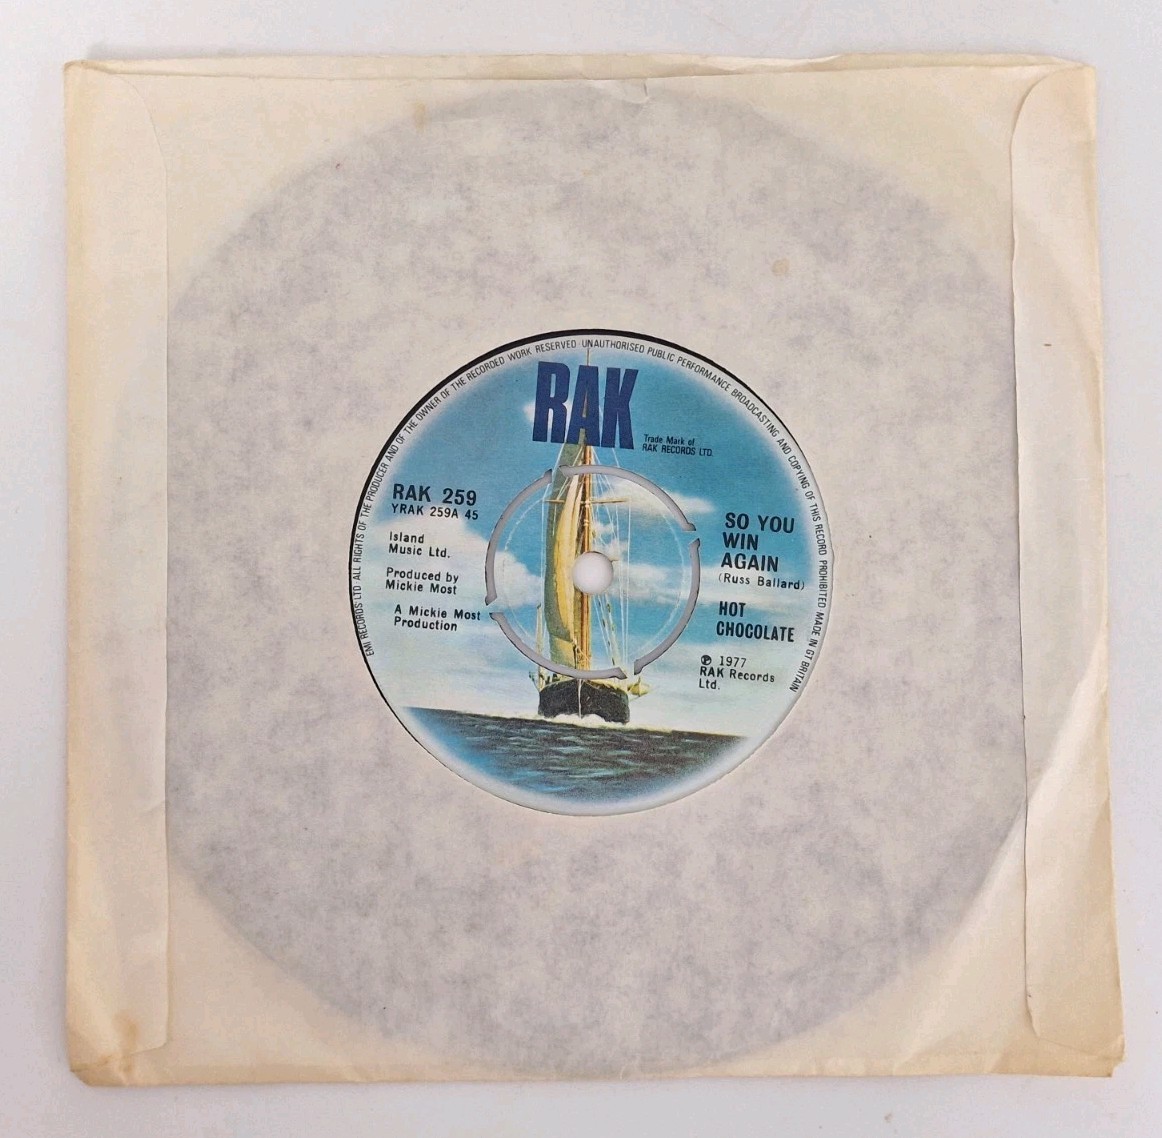 EMI RECORDS LTD ALL RIGHTS OF THE PRODUCER AND OF THE OWNER OF THE RECORDED WORK RESERVED UNAUTHORISED PUBLIC PERFORMANCE BROADCASTING AND COPYING OF THIS RECORD PROHIBITED MADE IN GT BRITAIN
RAK
Trade Mark of
RAK RECORDS LTD.
RAK 259
YRAK 259A 45
Island
Music Ltd.
Produced by
Mickie Most
A Mickie Most
Production
SO YOU
WIN
AGAIN
(Russ Ballard)
HOT
CHOCOLATE
℗ 1977
RAK Records
Ltd.